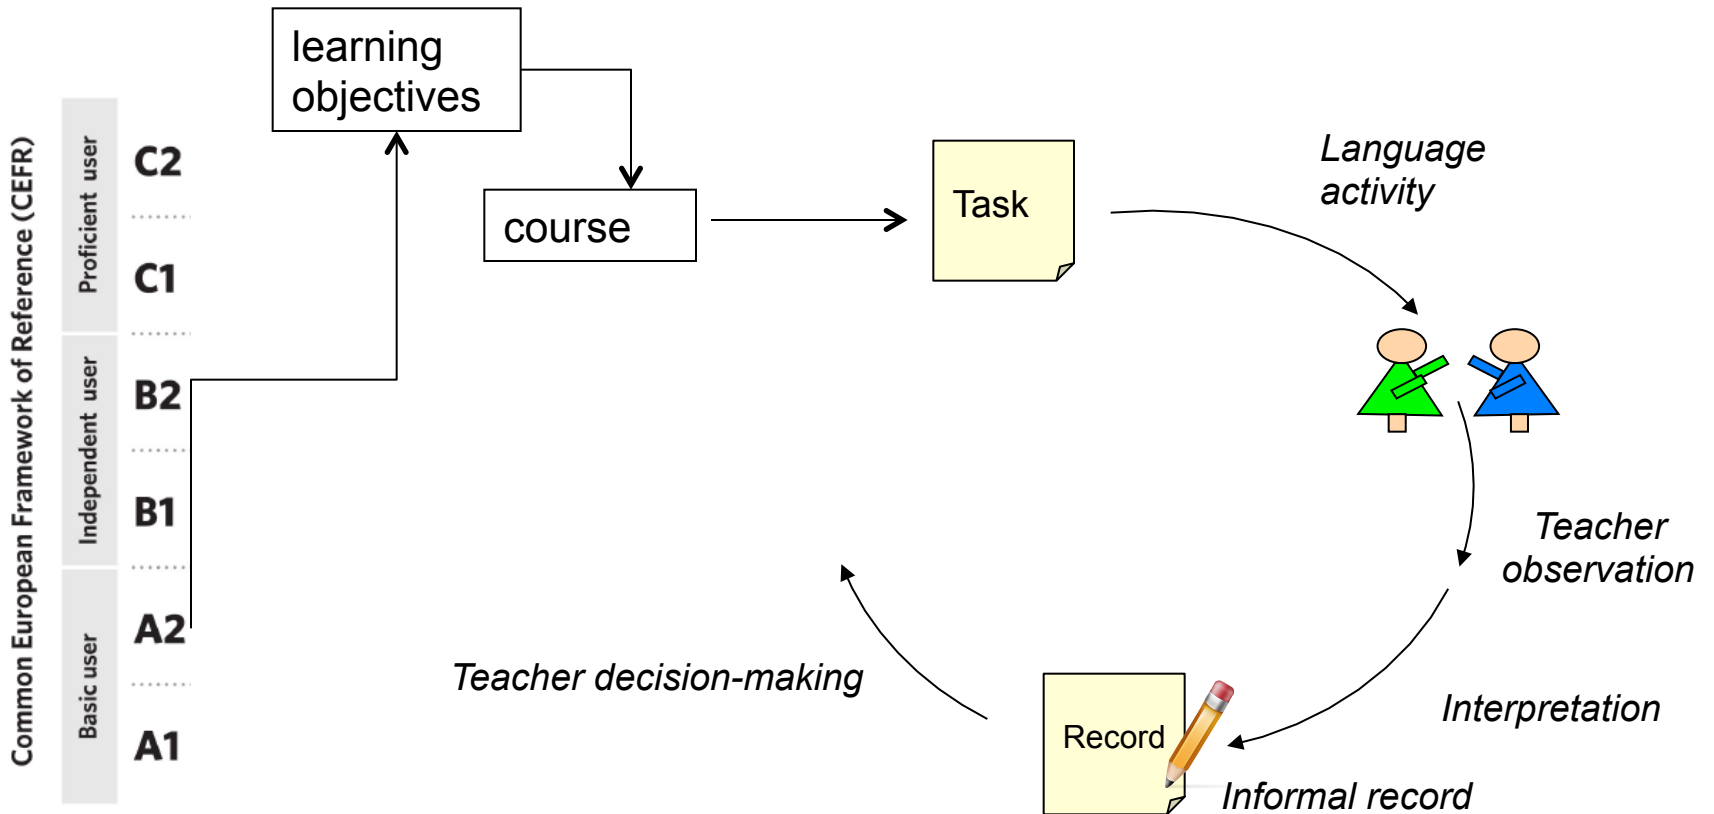 Common European Framework of Reference (CEFR)
Proficient user
Independent user
Basic user
C2
C1
B2
B1
A2
A1
learning
objectives
course
Task
Language
activity
Teacher
observation
Interpretation
Record
Informal record
Teacher decision-making